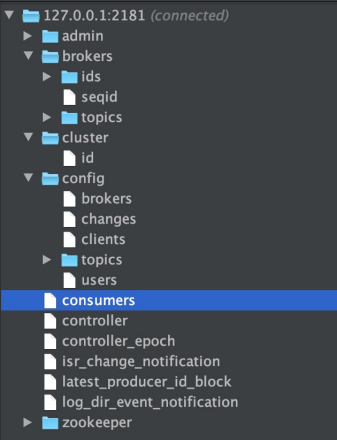 127.0.0.1:2181 (connected)
admin
brokers
ids
seqid
topics
cluster
id
config
brokers
changes
clients
topics
users
consumers
controller
controller_epoch
isr_change_notification
latest_producer_id_block
log_dir_event_notification
zookeeper